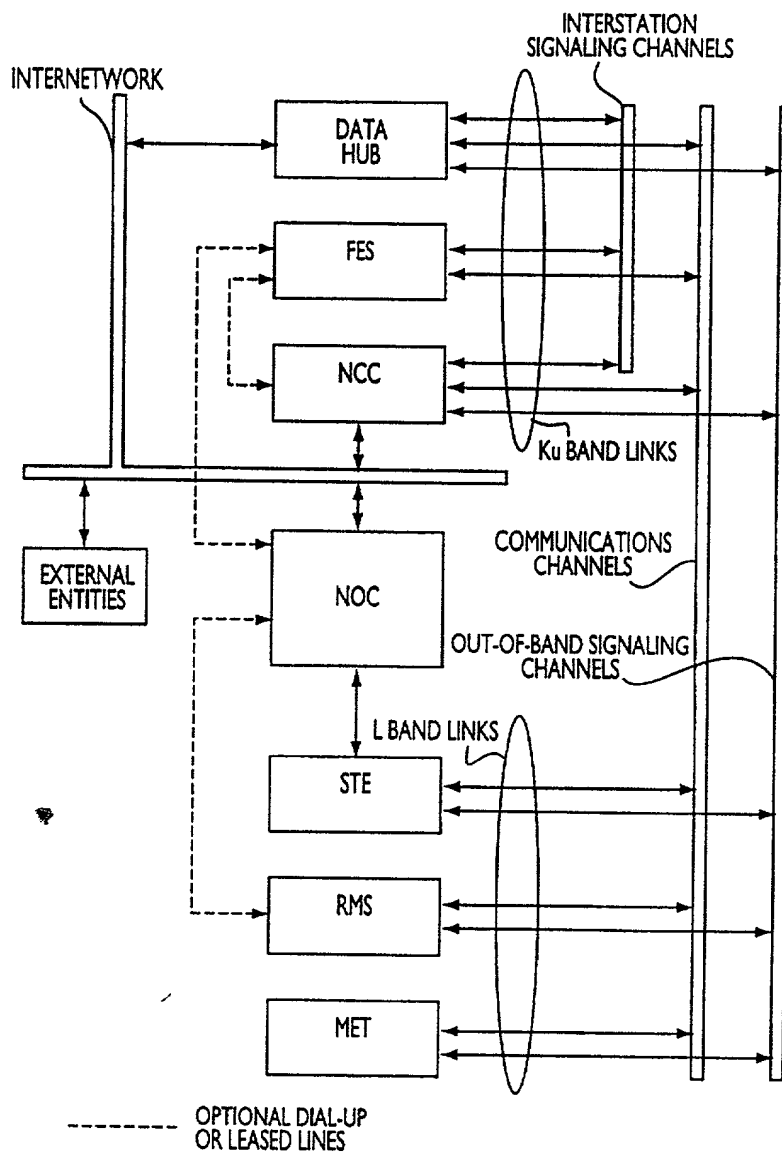 INTERSTATION
SIGNALING CHANNELS
INTERNETWORK
DATA
HUB
FES
NCC
Ku BAND LINKS
EXTERNAL
ENTITIES
NOC
COMMUNICATIONS
CHANNELS
OUT-OF-BAND SIGNALING
CHANNELS
L BAND LINKS
STE
RMS
MET
OPTIONAL DIAL-UP
OR LEASED LINES